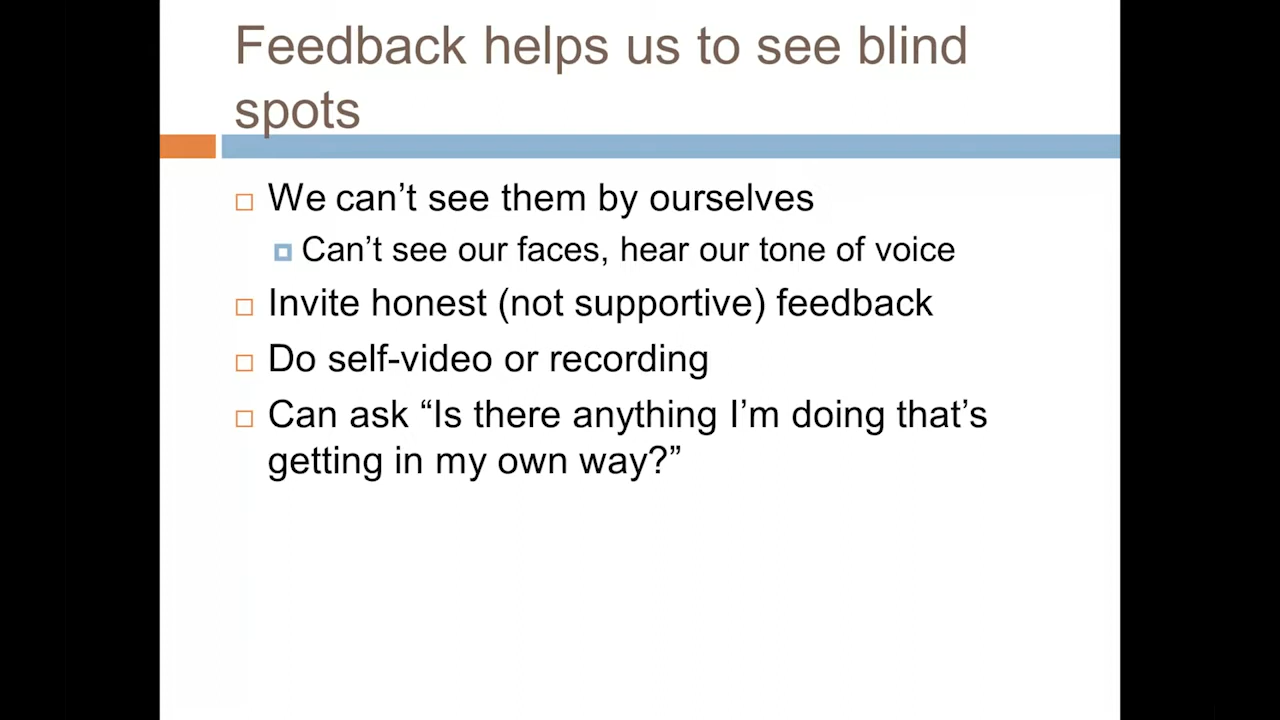 Feedback helps us to see blind
spots
We can’t see them by ourselves
Can’t see our faces, hear our tone of voice
Invite honest (not supportive) feedback
Do self-video or recording
Can ask “Is there anything I’m doing that’s
getting in my own way?”